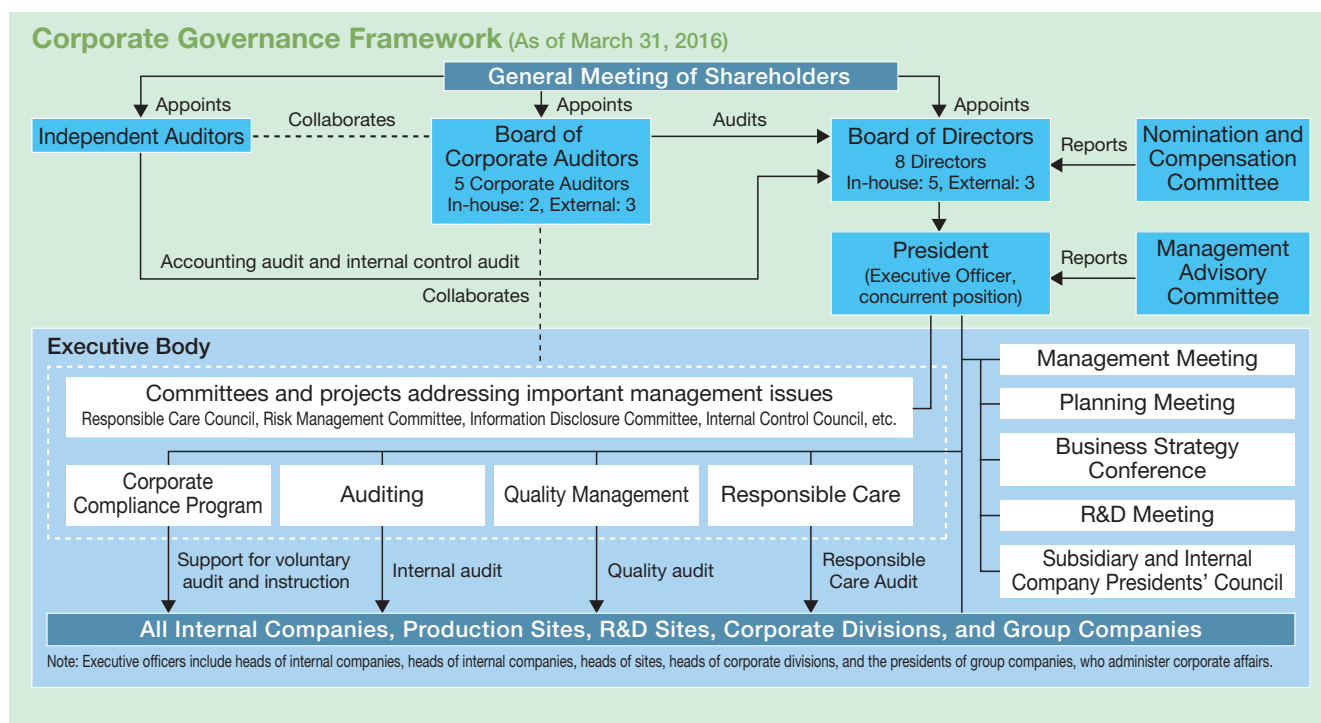 Corporate Governance Framework (As of March 31, 2016)
General Meeting of Shareholders
Appoints
Appoints
Appoints
Independent Auditors
Collaborates
Board of
Corporate Auditors
5 Corporate Auditors
In-house: 2, External: 3
Audits
Board of Directors
8 Directors
In-house: 5, External: 3
Reports
Nomination and
Compensation
Committee
Accounting audit and internal control audit
Collaborates
President
(Executive Officer,
concurrent position)
Reports
Management
Advisory
Committee
Executive Body
Committees and projects addressing important management issues
Responsible Care Council, Risk Management Committee, Information Disclosure Committee, Internal Control Council, etc.
Management Meeting
Planning Meeting
Business Strategy
Conference
R&D Meeting
Subsidiary and Internal
Company Presidents' Council
Corporate
Compliance Program
Auditing
Quality Management
Responsible Care
Support for voluntary
audit and instruction
Internal audit
Quality audit
Responsible
Care Audit
All Internal Companies, Production Sites, R&D Sites, Corporate Divisions, and Group Companies
Note: Executive officers include heads of internal companies, heads of internal companies, heads of sites, heads of corporate divisions, and the presidents of group companies, who administer corporate affairs.